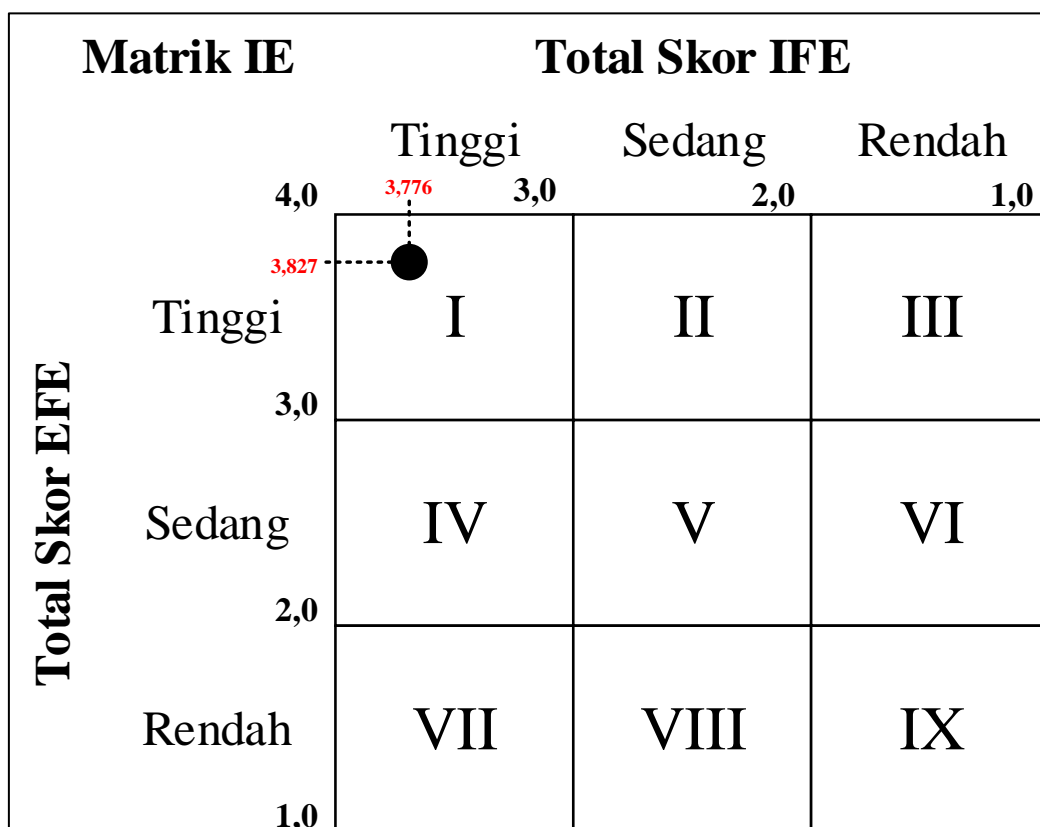 Matrik IE
Total Skor IFE
Tinggi Sedang Rendah
4,0 3,776 3,0 2,0 1,0
3,827
Tinggi I II III
3,0
Total Skor EFE
Sedang IV V VI
2,0
Rendah VII VIII IX
1,0